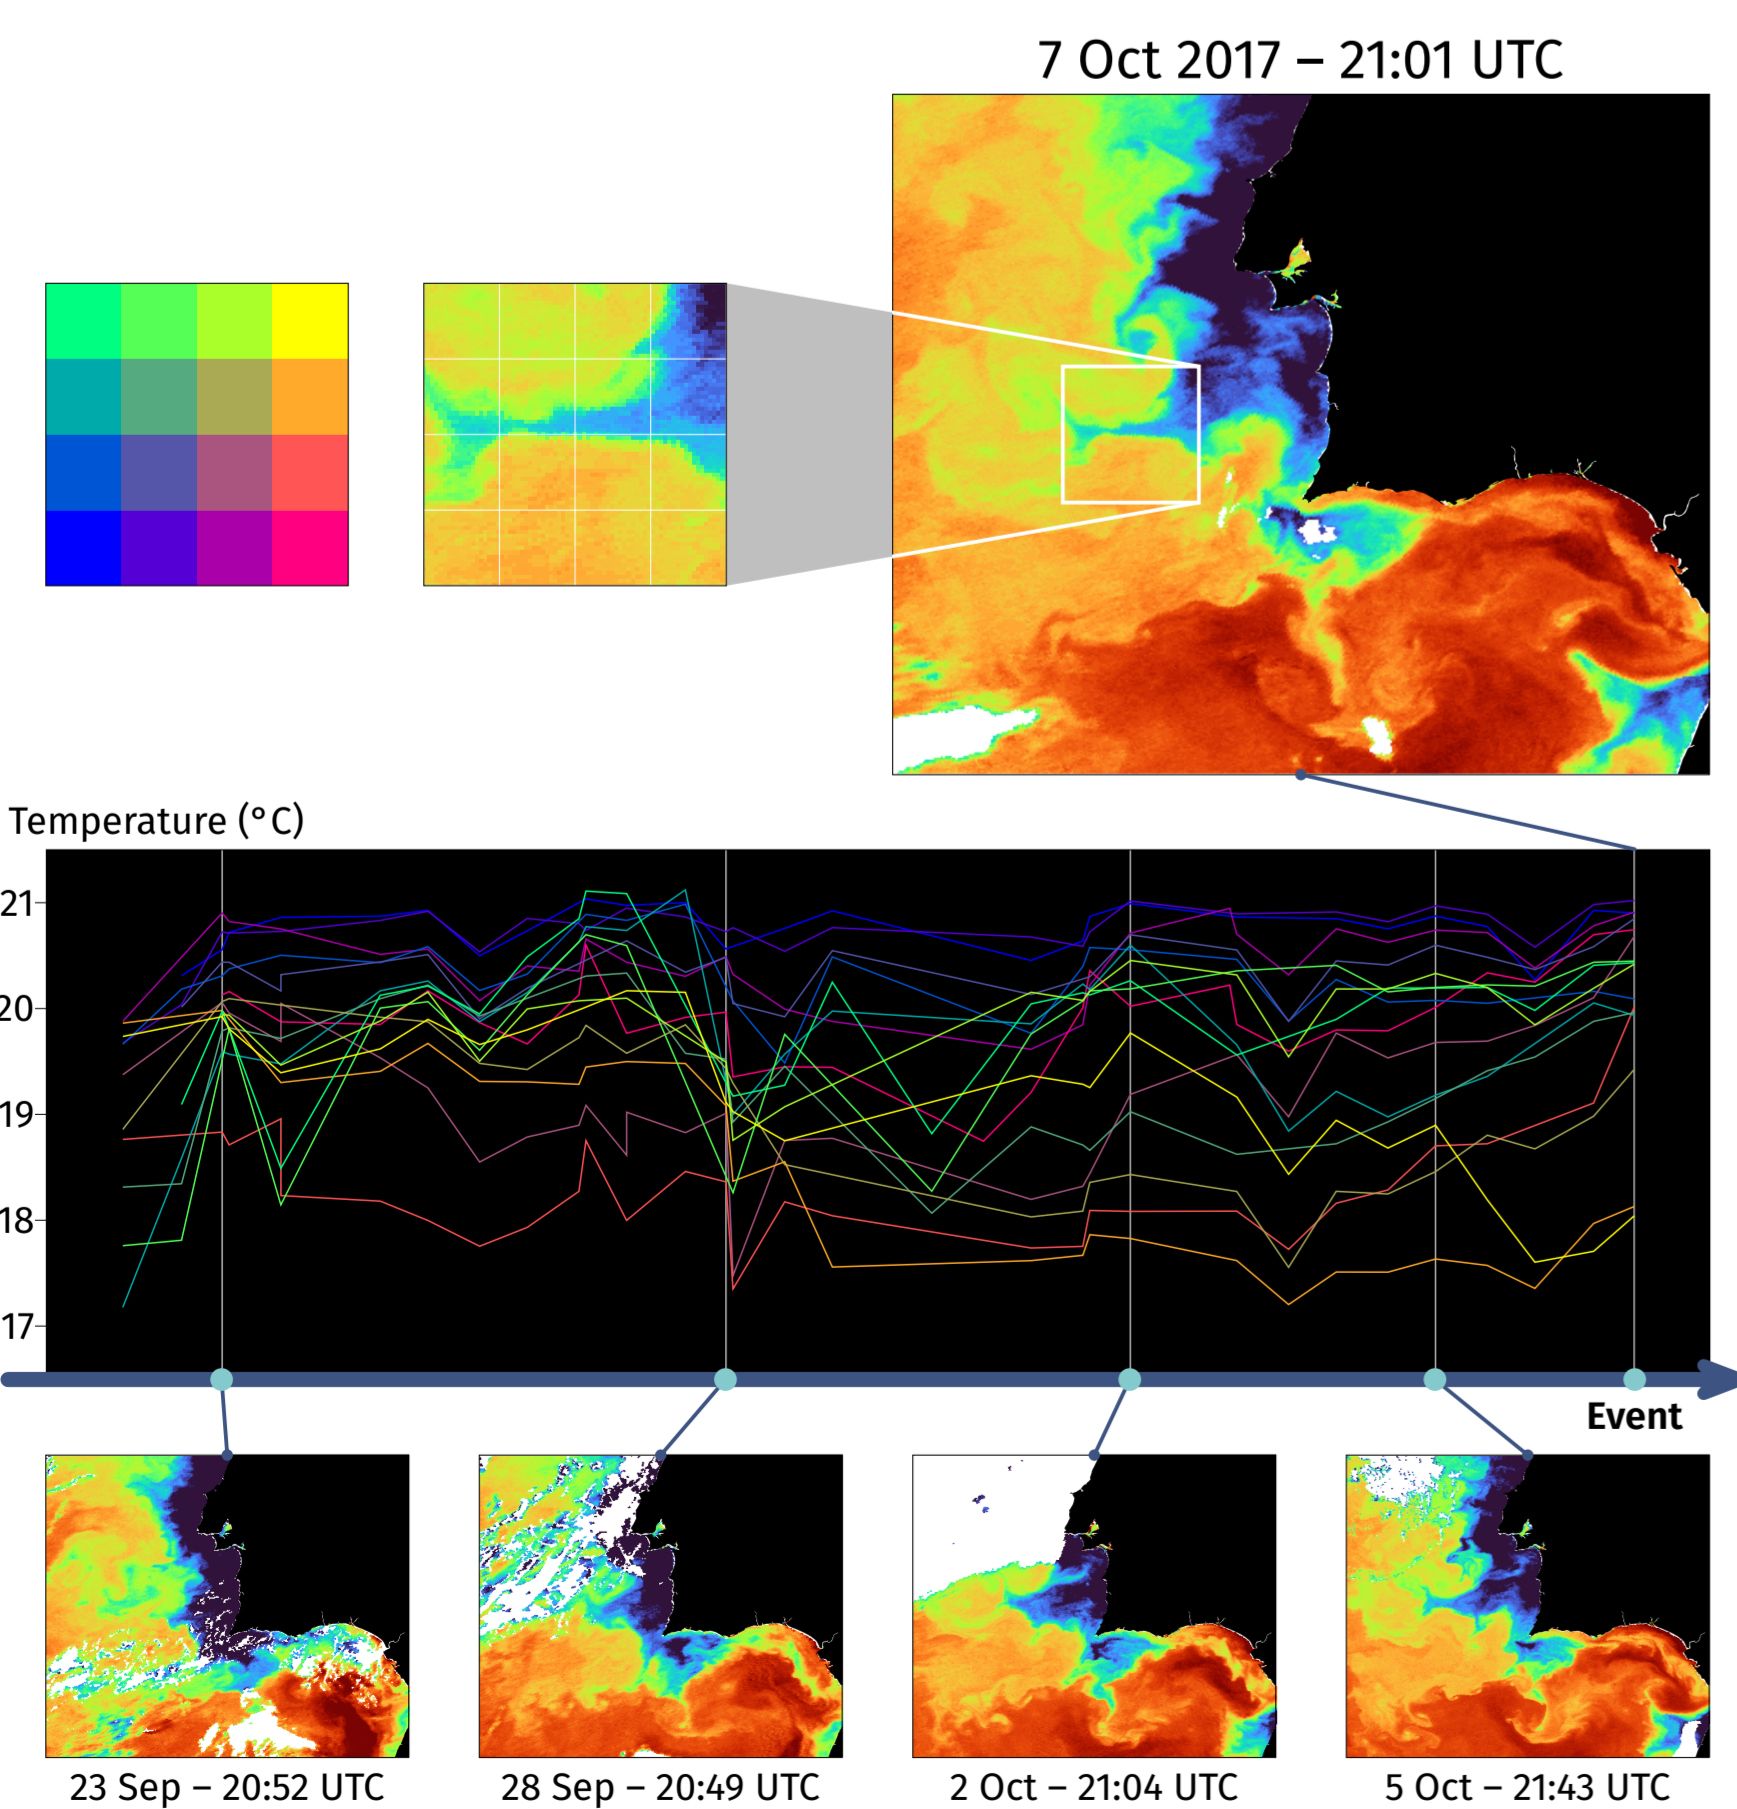 7 Oct 2017 – 21:01 UTC
Temperature (°C)
21
20
19
18
17
Event
23 Sep – 20:52 UTC
28 Sep – 20:49 UTC
2 Oct – 21:04 UTC
5 Oct – 21:43 UTC